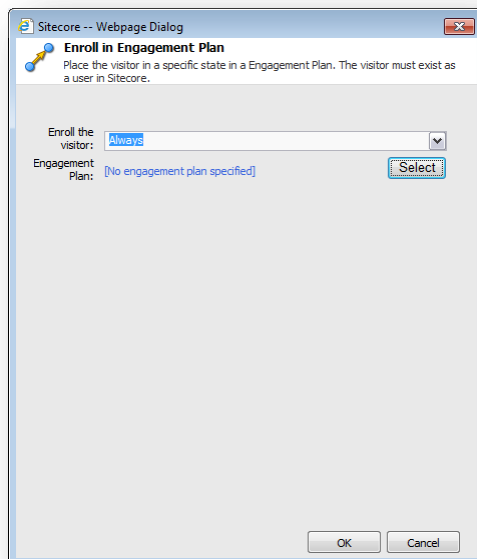 Sitecore -- Webpage Dialog
Enroll in Engagement Plan
Place the visitor in a specific state in a Engagement Plan. The visitor must exist as
a user in Sitecore.
Enroll the
visitor:
Always
Engagement
Plan:
[No engagement plan specified]
Select
OK
Cancel